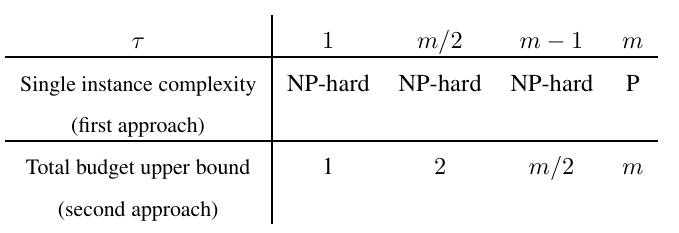 τ 1 m/2 m − 1 m
Single instance complexity NP-hard NP-hard NP-hard P
(first approach)
Total budget upper bound 1 2 m/2 m
(second approach)